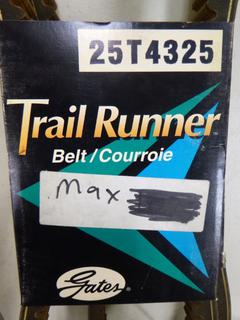 25T4325
Trail Runner
Belt/Courroie
Max
Gates